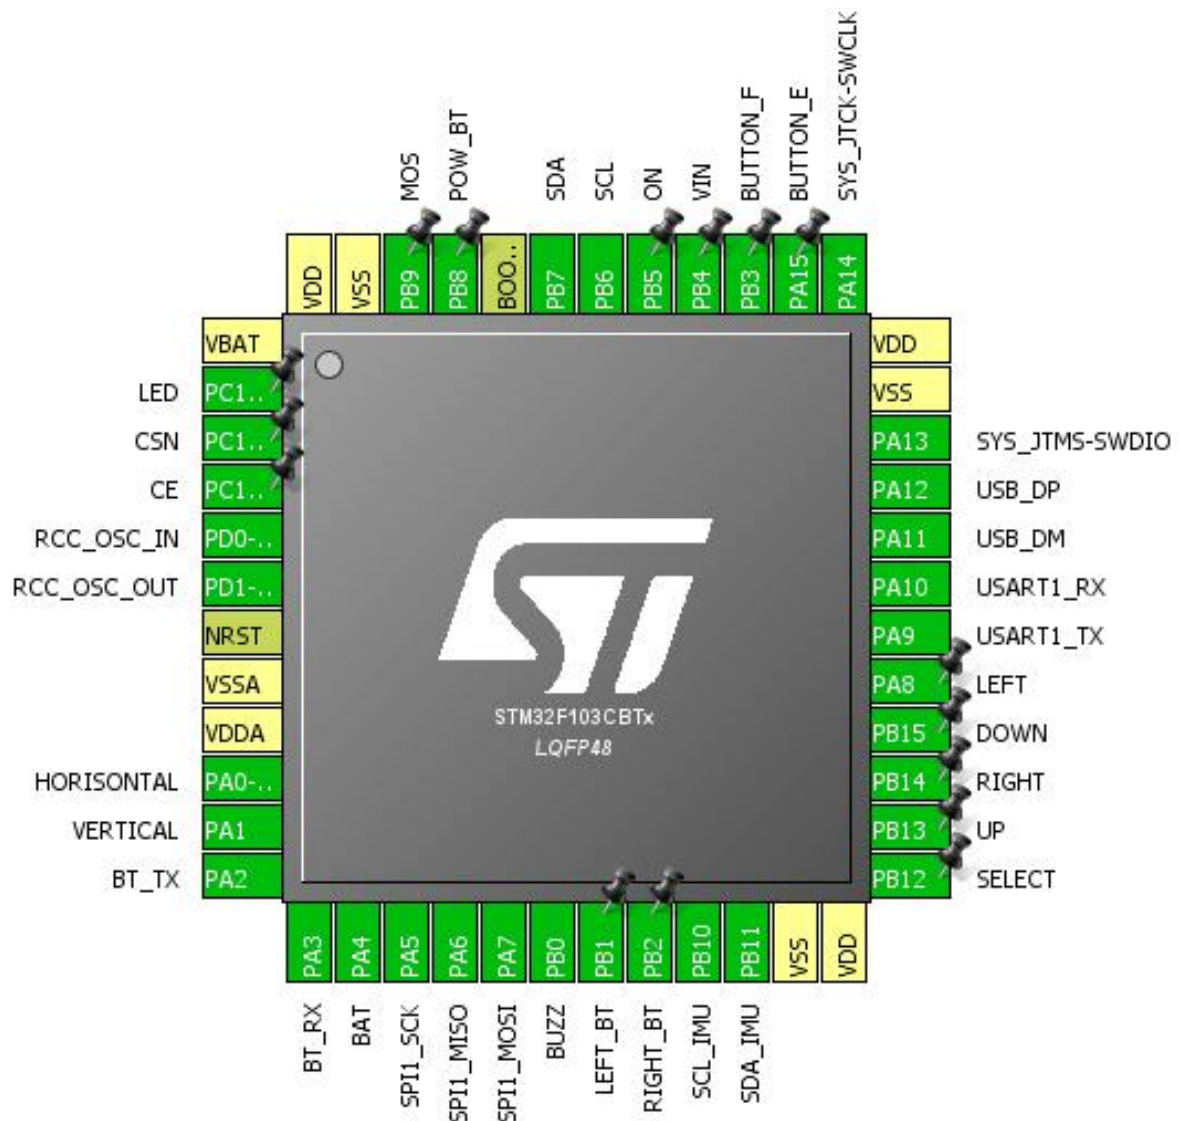 MOS
POW_BT
SDA
SCL
ON
VIN
BUTTON_F
BUTTON_E
SYS_JTCK-SWCLK
VDD
VSS
PB9
PB8
BOO..
PB7
PB6
PB5
PB4
PB3
PA15
PA14
VBAT
LED PC1..
CSN PC1..
CE PC1..
RCC_OSC_IN PD0-..
RCC_OSC_OUT PD1-..
NRST
VSSA
VDDA
HORISONTAL PA0-..
VERTICAL PA1
BT_TX PA2
ST
STM32F103CBTx
LQFP48
VDD
VSS
PA13 SYS_JTMS-SWDIO
PA12 USB_DP
PA11 USB_DM
PA10 USART1_RX
PA9 USART1_TX
PA8 LEFT
PB15 DOWN
PB14 RIGHT
PB13 UP
PB12 SELECT
PA3
PA4
PA5
PA6
PA7
PB0
PB1
PB2
PB10
PB11
VSS
VDD
BT_RX
BAT
SPI1_SCK
SPI1_MISO
SPI1_MOSI
BUZZ
LEFT_BT
RIGHT_BT
SCL_IMU
SDA_IMU